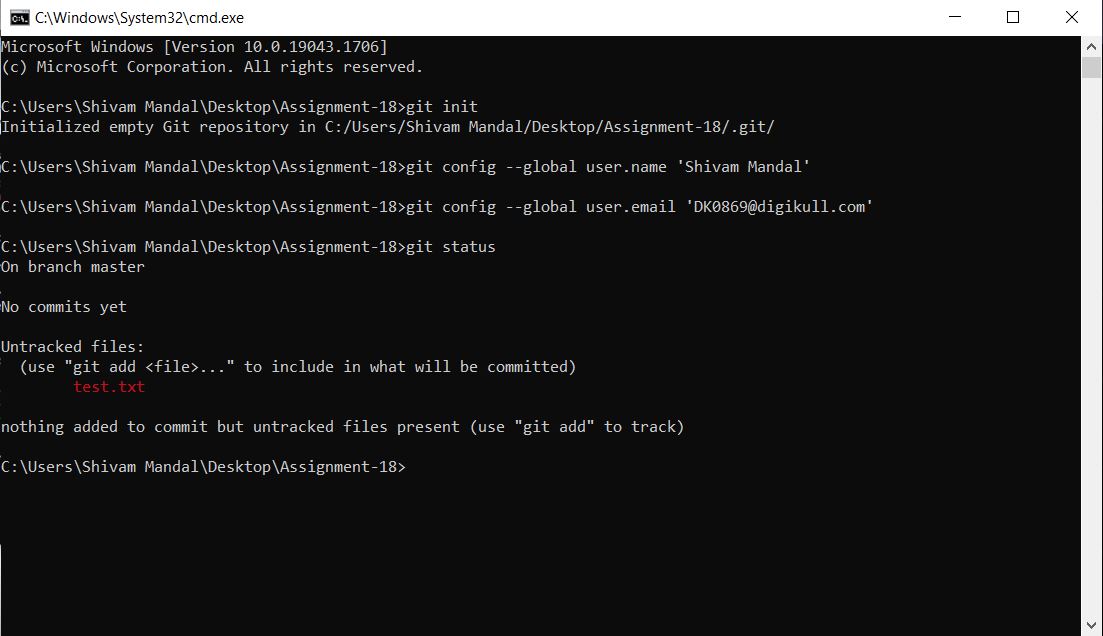 C:\Windows\System32\cmd.exe
Microsoft Windows [Version 10.0.19043.1706]
(c) Microsoft Corporation. All rights reserved.
C:\Users\Shivam Mandal\Desktop\Assignment-18>git init
Initialized empty Git repository in C:/Users/Shivam Mandal/Desktop/Assignment-18/.git/
C:\Users\Shivam Mandal\Desktop\Assignment-18>git config --global user.name 'Shivam Mandal'
C:\Users\Shivam Mandal\Desktop\Assignment-18>git config --global user.email 'DK0869@digikull.com'
C:\Users\Shivam Mandal\Desktop\Assignment-18>git status
On branch master
No commits yet
Untracked files:
  (use "git add <file>..." to include in what will be committed)
        test.txt
nothing added to commit but untracked files present (use "git add" to track)
C:\Users\Shivam Mandal\Desktop\Assignment-18>